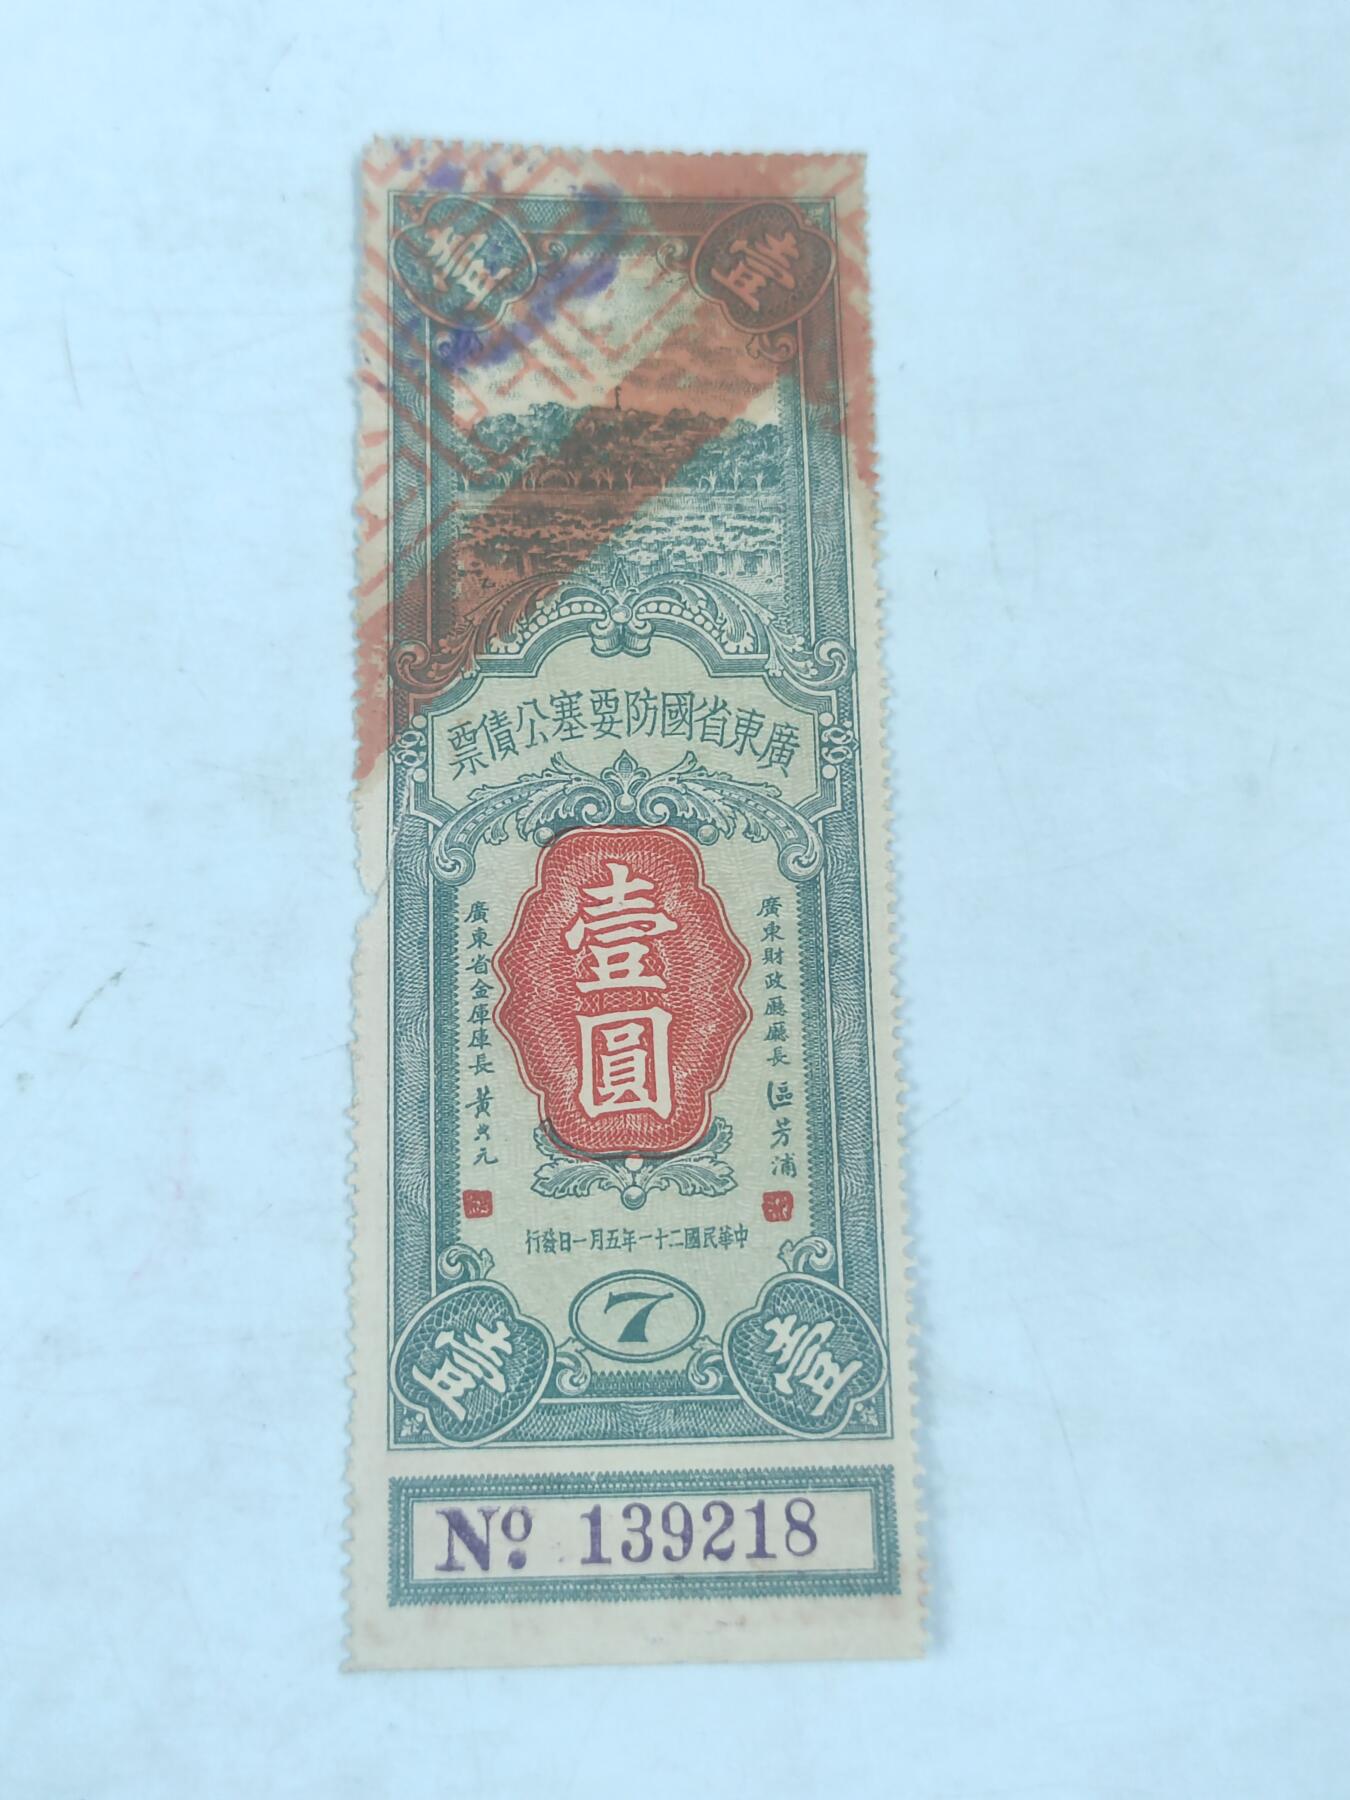 壹 壹
廣東省國防要塞公債票
壹圓
廣東財政廳廳長 區芳浦
廣東省金庫庫長 黃元
中華民國二十一年五月一日發行
7
壹 壹
No. 139218